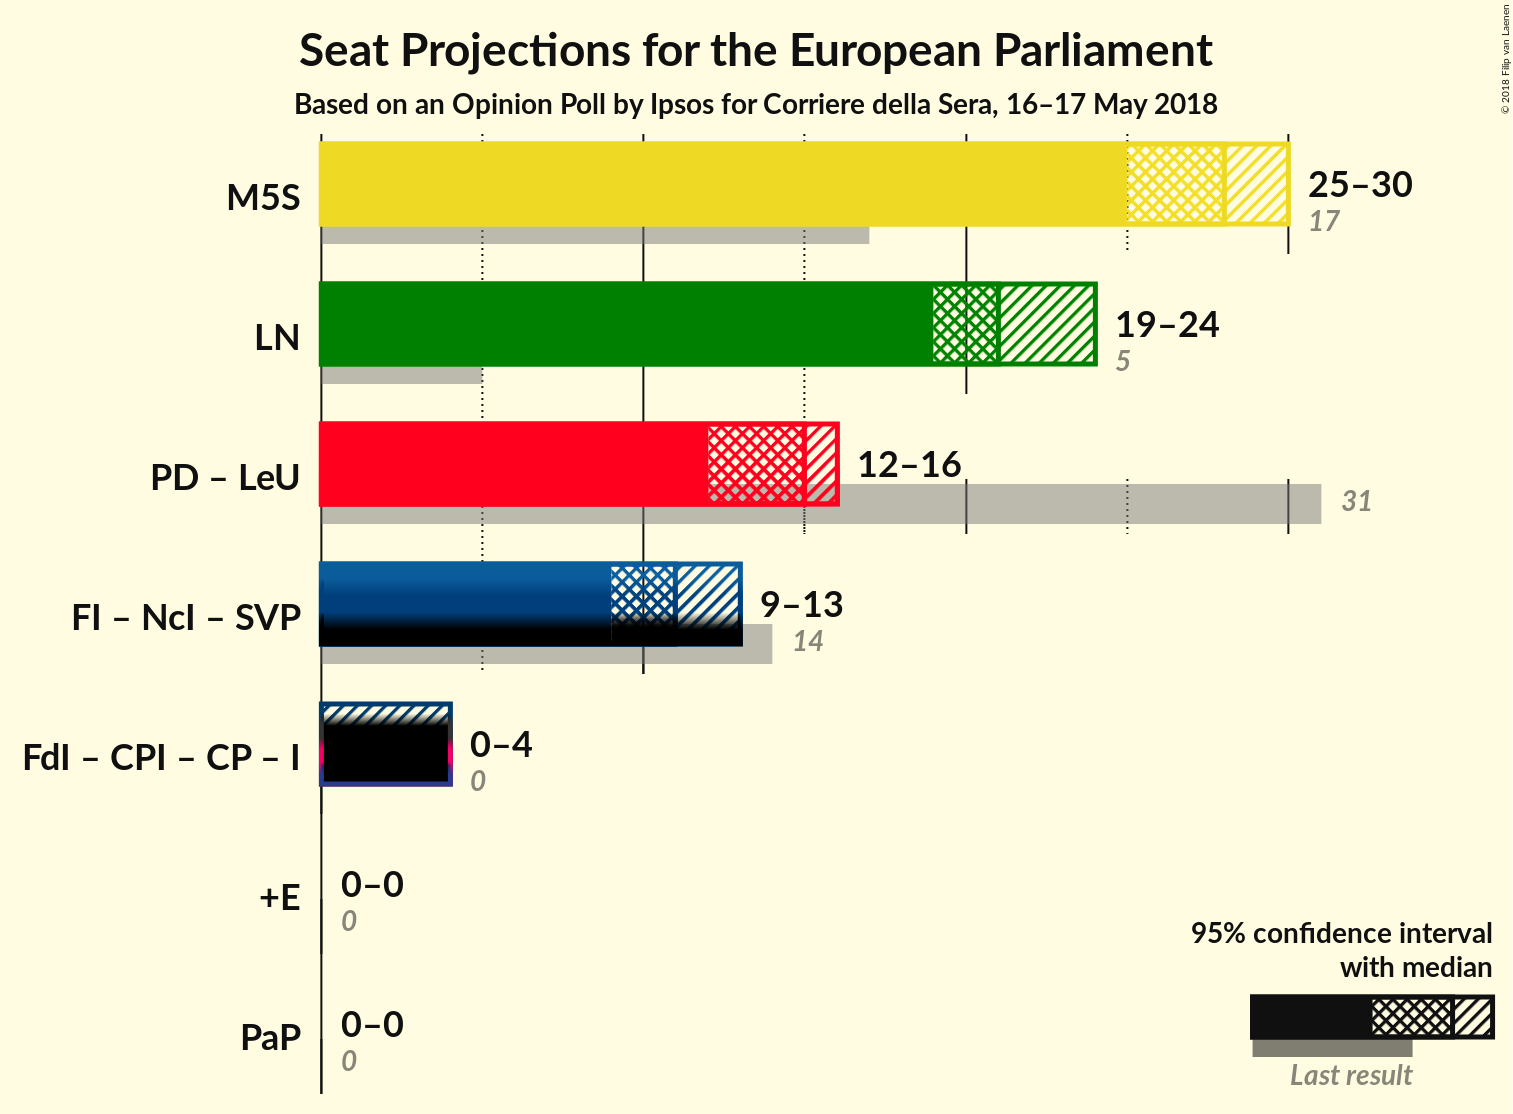 Seat Projections for the European Parliament
Based on an Opinion Poll by Ipsos for Corriere della Sera, 16–17 May 2018
© 2018 Filip van Laenen
M5S
25–30
17
LN
19–24
5
PD – LeU
12–16
31
FI – NcI – SVP
9–13
14
FdI – CPI – CP – I
0–4
0
+E
0–0
0
PaP
0–0
0
95% confidence interval
with median
Last result